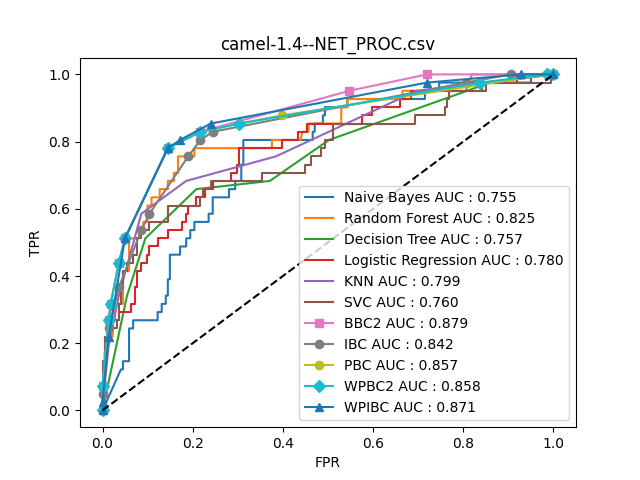 camel-1.4--NET_PROC.csv
TPR
1.0
0.8
0.6
0.4
0.2
0.0
Naive Bayes AUC : 0.755
Random Forest AUC : 0.825
Decision Tree AUC : 0.757
Logistic Regression AUC : 0.780
KNN AUC : 0.799
SVC AUC : 0.760
BBC2 AUC : 0.879
IBC AUC : 0.842
PBC AUC : 0.857
WPBC2 AUC : 0.858
WPIBC AUC : 0.871
0.0 0.2 0.4 0.6 0.8 1.0
FPR